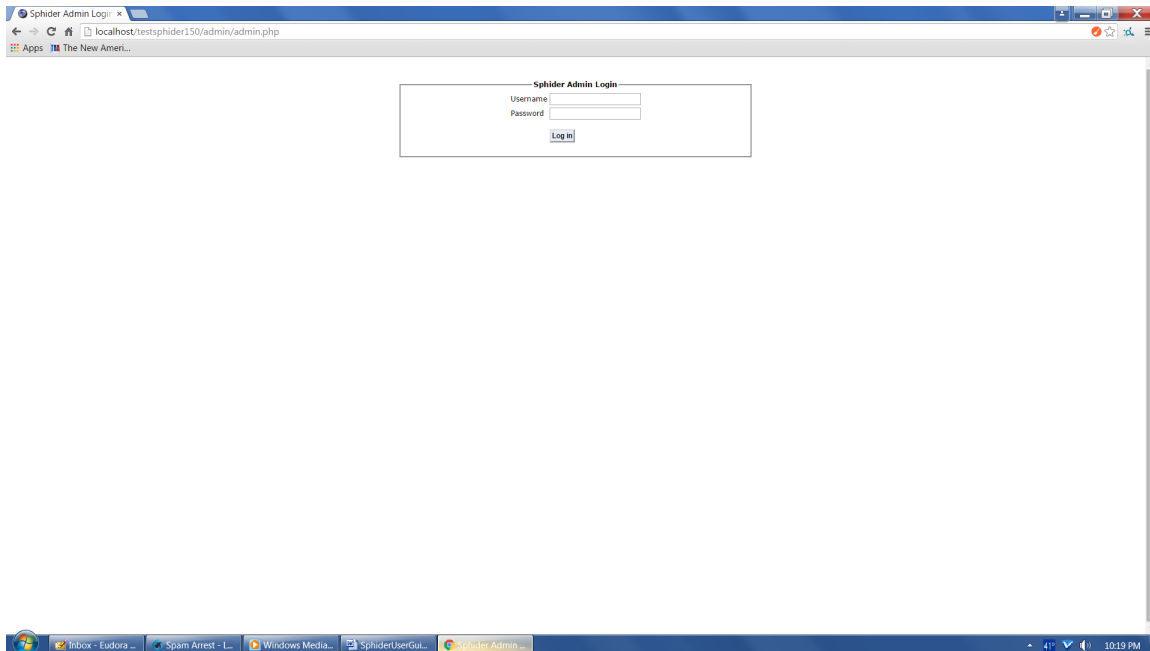 Sphider Admin Login
localhost/testsphider150/admin/admin.php
Apps The New Ameri...
Sphider Admin Login
Username
Password
Log in
Inbox - Eudora ... Spam Arrest - L... Windows Media... SphiderUserGui... Sphider Admin ... 41° 10:19 PM